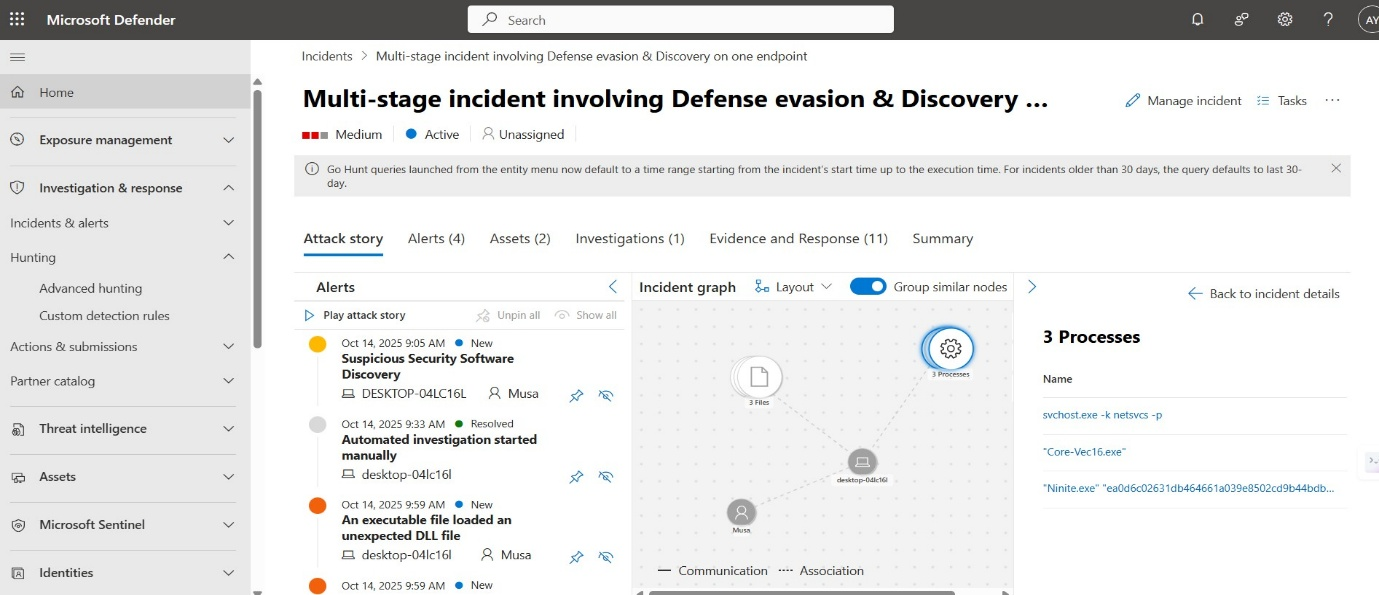 Microsoft Defender
Search
AY
Incidents > Multi-stage incident involving Defense evasion & Discovery on one endpoint
Home
Exposure management
Investigation & response
Incidents & alerts
Hunting
Advanced hunting
Custom detection rules
Actions & submissions
Partner catalog
Threat intelligence
Assets
Microsoft Sentinel
Identities
Multi-stage incident involving Defense evasion & Discovery ...
Manage incident
Tasks
Medium
Active
Unassigned
Go Hunt queries launched from the entity menu now default to a time range starting from the incident's start time up to the execution time. For incidents older than 30 days, the query defaults to last 30-
day.
Attack story
Alerts (4)
Assets (2)
Investigations (1)
Evidence and Response (11)
Summary
Alerts
Play attack story
Unpin all
Show all
Oct 14, 2025 9:05 AM New
Suspicious Security Software
Discovery
DESKTOP-04LC16L Musa
Oct 14, 2025 9:33 AM Resolved
Automated investigation started
manually
desktop-04lc16l
Oct 14, 2025 9:59 AM New
An executable file loaded an
unexpected DLL file
desktop-04lc16l Musa
Oct 14, 2025 9:59 AM New
Incident graph
Layout
Group similar nodes
3 Processes
3 Files
desktop-04lc16l
Musa
Communication
Association
Back to incident details
3 Processes
Name
svchost.exe -k netsvcs -p
"Core-Vec16.exe"
"Ninite.exe" "ea0d6c02631db464661a039e8502cd9b44bdb...